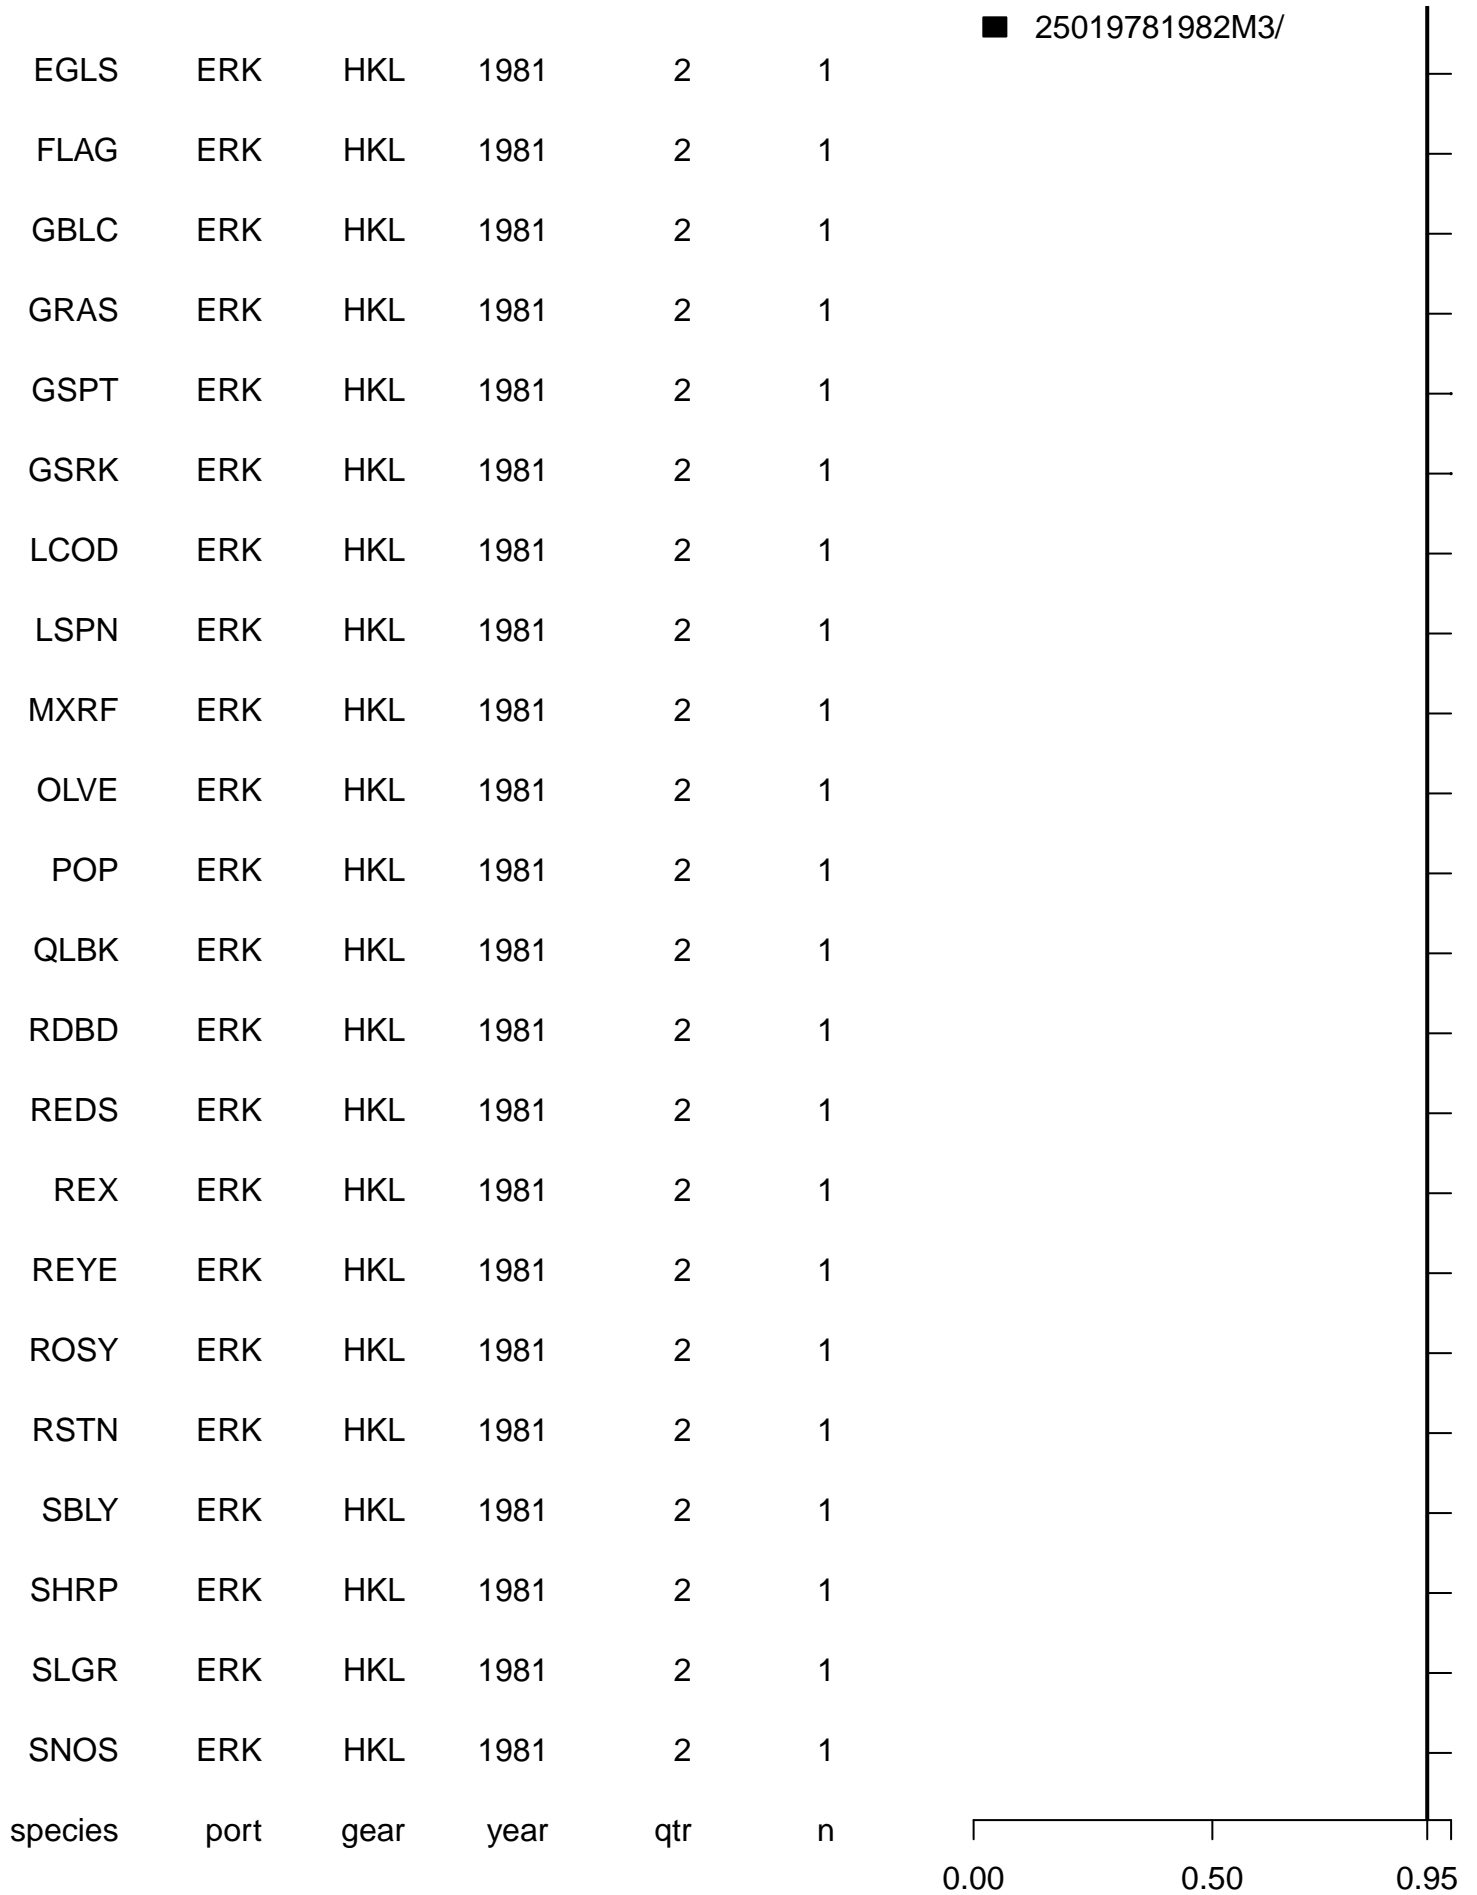 25019781982M3/
EGLS ERK HKL 1981 2 1
FLAG ERK HKL 1981 2 1
GBLC ERK HKL 1981 2 1
GRAS ERK HKL 1981 2 1
GSPT ERK HKL 1981 2 1
GSRK ERK HKL 1981 2 1
LCOD ERK HKL 1981 2 1
LSPN ERK HKL 1981 2 1
MXRF ERK HKL 1981 2 1
OLVE ERK HKL 1981 2 1
POP ERK HKL 1981 2 1
QLBK ERK HKL 1981 2 1
RDBD ERK HKL 1981 2 1
REDS ERK HKL 1981 2 1
REX ERK HKL 1981 2 1
REYE ERK HKL 1981 2 1
ROSY ERK HKL 1981 2 1
RSTN ERK HKL 1981 2 1
SBLY ERK HKL 1981 2 1
SHRP ERK HKL 1981 2 1
SLGR ERK HKL 1981 2 1
SNOS ERK HKL 1981 2 1
species port gear year qtr n
0.00 0.50 0.95